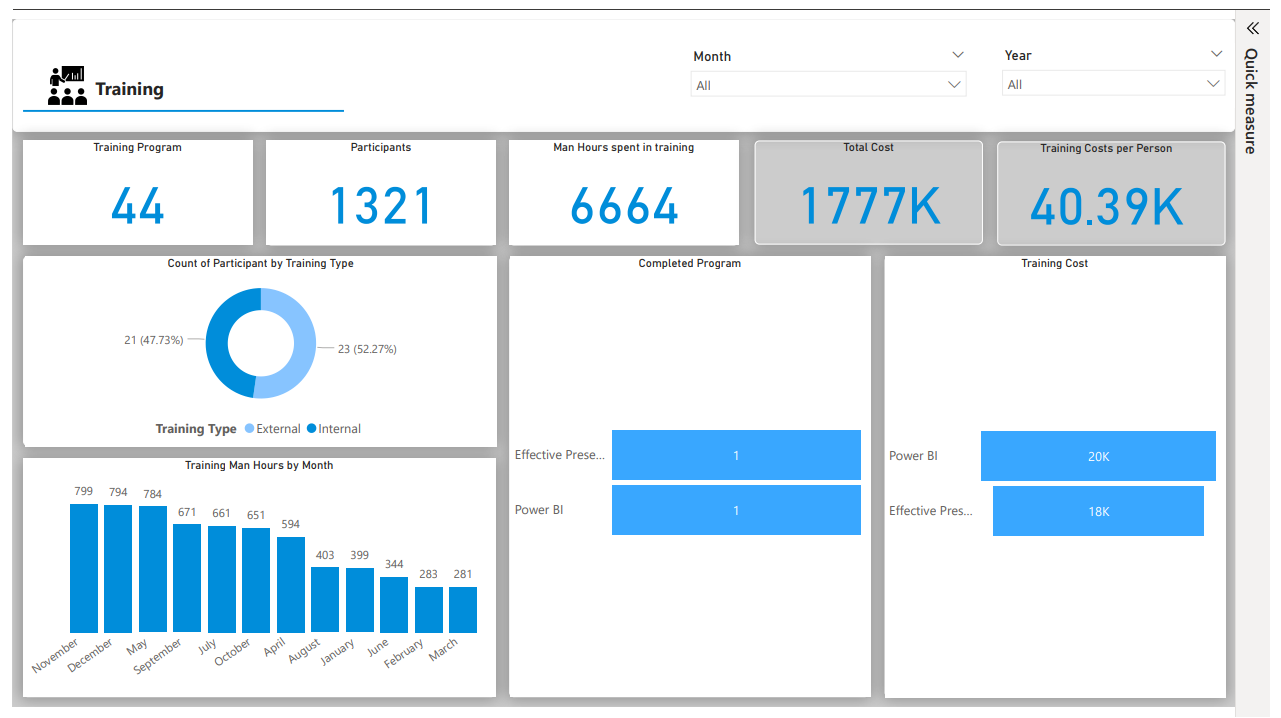 Month
Year
Training
All
All
Quick measure
Training Program
44
Participants
1321
Man Hours spent in training
6664
Total Cost
1777K
Training Costs per Person
40.39K
Count of Participant by Training Type
21 (47.73%)
23 (52.27%)
Training Type External Internal
Training Man Hours by Month
799
794
784
671
661
651
594
403
399
344
283
281
November
December
May
September
July
October
April
August
January
June
February
March
Completed Program
Effective Prese... 1
Power BI 1
Training Cost
Power BI 20K
Effective Pres... 18K